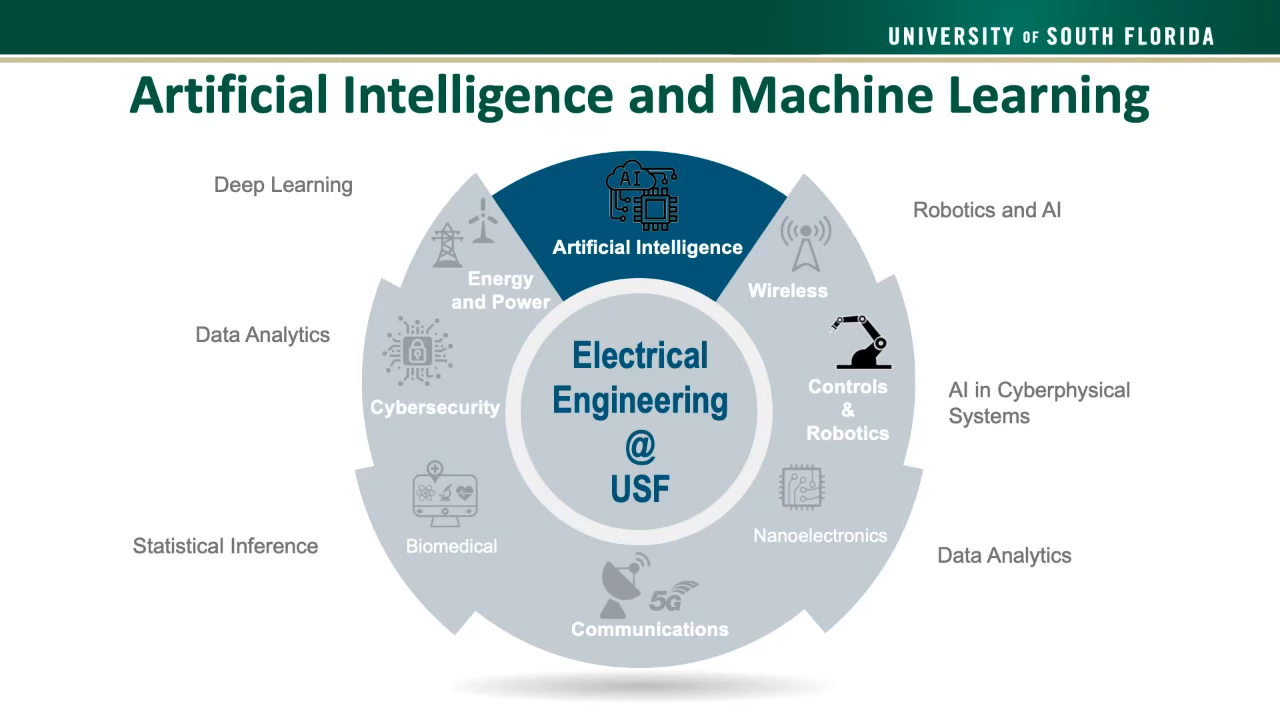 UNIVERSITY OF SOUTH FLORIDA
Artificial Intelligence and Machine Learning
Deep Learning
Data Analytics
Statistical Inference
AI
Artificial Intelligence
Energy
and Power
Wireless
Cybersecurity
Controls
&
Robotics
Biomedical
Nanoelectronics
5G
Communications
Electrical
Engineering
@
USF
Robotics and AI
AI in Cyberphysical
Systems
Data Analytics